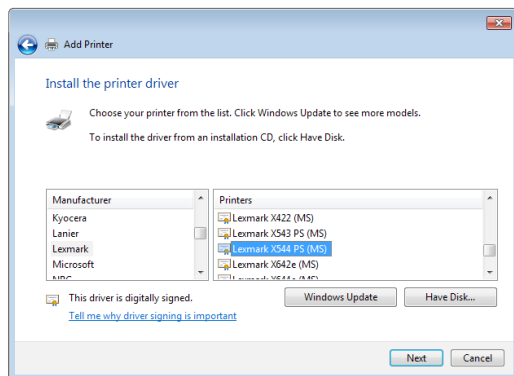 Add Printer
Install the printer driver
Choose your printer from the list. Click Windows Update to see more models.
To install the driver from an installation CD, click Have Disk.
Manufacturer
Kyocera
Lanier
Lexmark
Microsoft
Printers
Lexmark X422 (MS)
Lexmark X543 PS (MS)
Lexmark X544 PS (MS)
Lexmark X642e (MS)
This driver is digitally signed.
Tell me why driver signing is important
Windows Update
Have Disk...
Next
Cancel